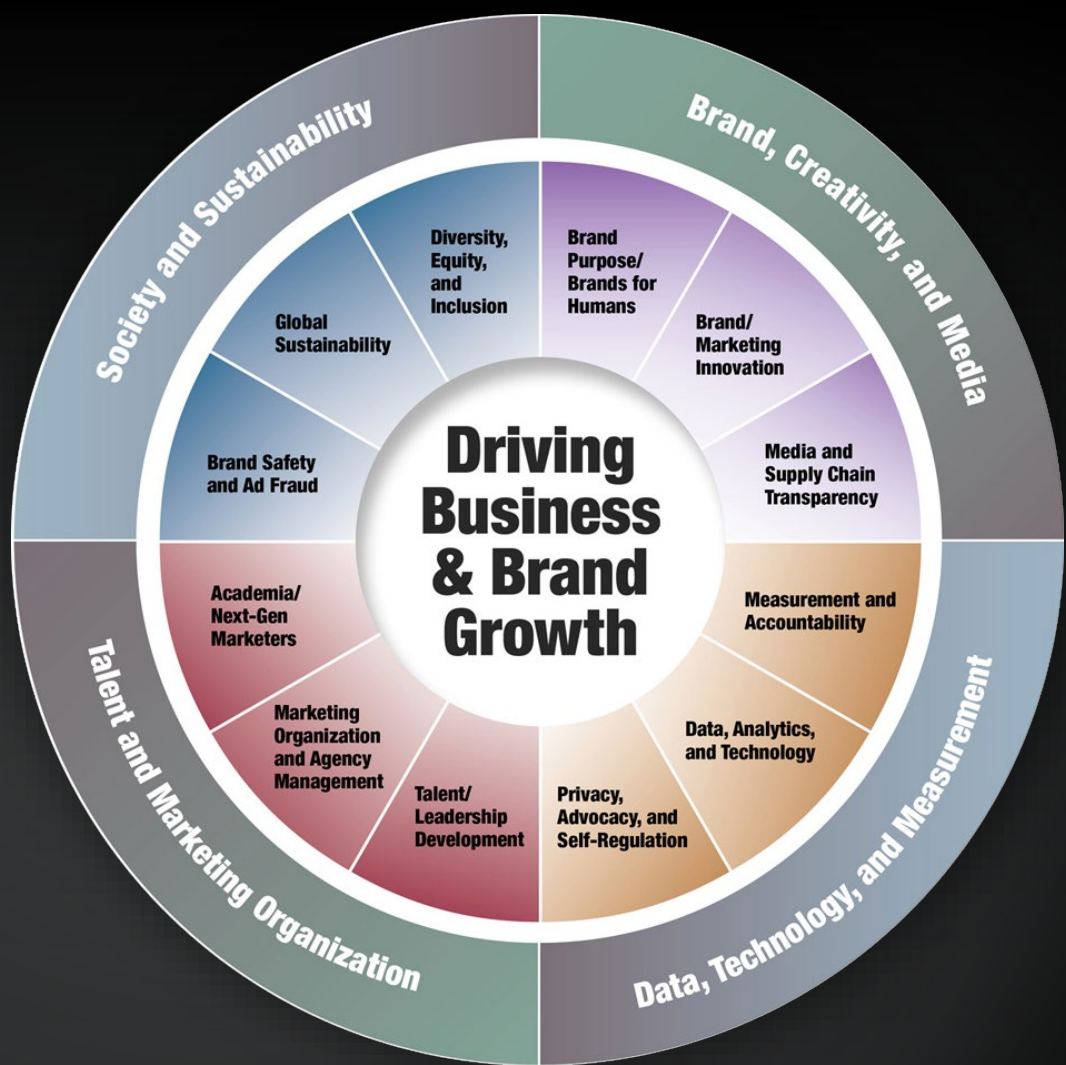 Society and Sustainability
Brand, Creativity, and Media
Diversity,
Equity,
and
Inclusion
Brand
Purpose/
Brands for
Humans
Global
Sustainability
Brand/
Marketing
Innovation
Brand Safety
and Ad Fraud
Media and
Supply Chain
Transparency
Driving
Business
& Brand
Growth
Academia/
Next-Gen
Marketers
Measurement and
Accountability
Marketing
Organization
and Agency
Management
Data, Analytics,
and Technology
Talent/
Leadership
Development
Privacy,
Advocacy, and
Self-Regulation
Talent and Marketing Organization
Data, Technology, and Measurement